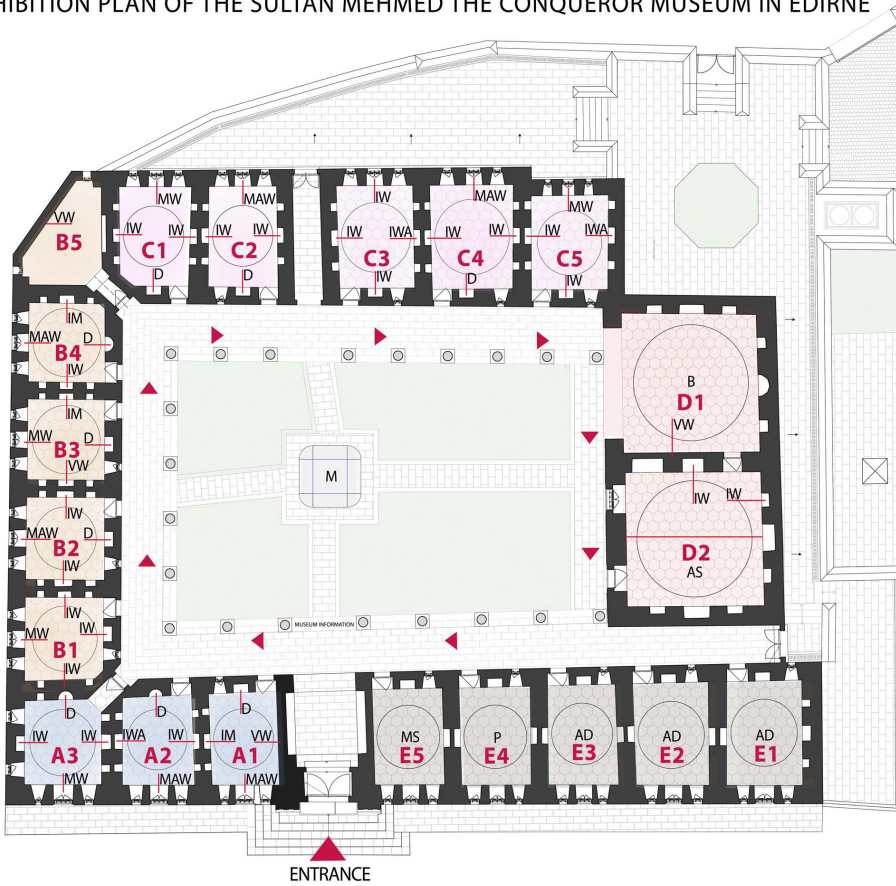 HIBITION PLAN OF THE SULTAN MEHMED THE CONQUEROR MUSEUM IN EDIRNE
VW
B5
MW
IW IW
C1
D
MAW
IW IW
C2
D
IW
IW IWA
C3
IW
MAW
IW IW
C4
D
MW
IW IWA
C5
IW
IM
MAW D
B4
IW
IM
MW D
B3
VW
IW
MAW D
B2
IW
IW
MW IW
B1
IW
B
D1
VW
IW IW
D2
AS
M
MUSEUM INFORMATION
D
IW IW
A3
MW
D
IWA IW
A2
MAW
D
IM VW
A1
MAW
MS
E5
P
E4
AD
E3
AD
E2
AD
E1
ENTRANCE